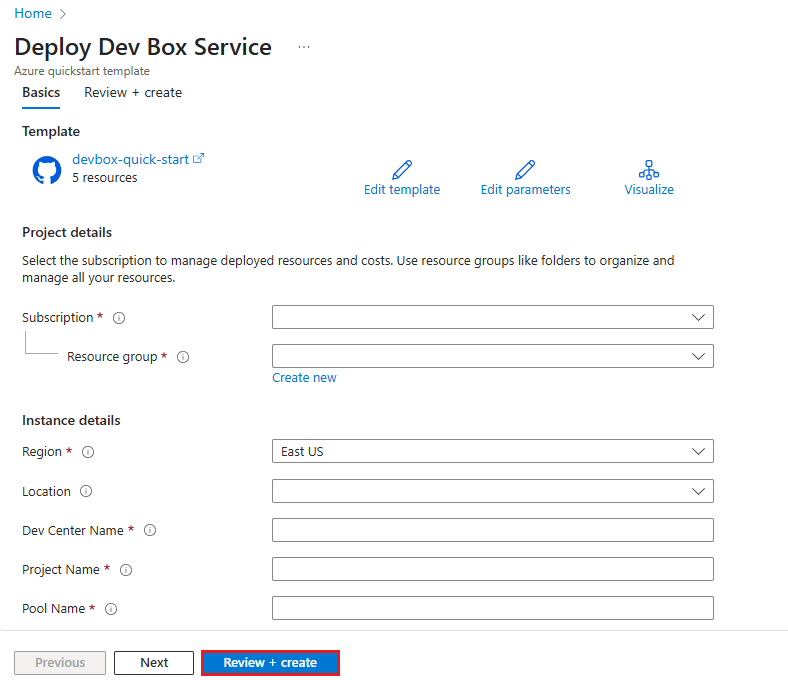 Home
Deploy Dev Box Service ...
Azure quickstart template
Basics Review + create
Template
devbox-quick-start
5 resources
Edit template Edit parameters Visualize
Project details
Select the subscription to manage deployed resources and costs. Use resource groups like folders to organize and
manage all your resources.
Subscription *
Resource group *
Create new
Instance details
Region * East US
Location
Dev Center Name *
Project Name *
Pool Name *
Previous Next Review + create